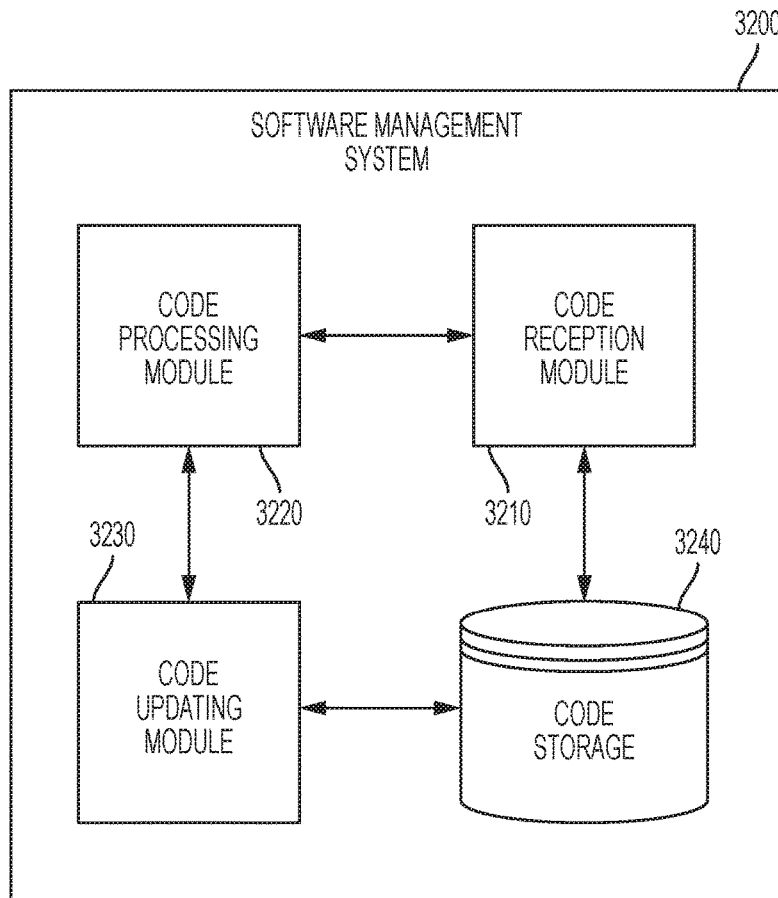 3200
SOFTWARE MANAGEMENT
SYSTEM
CODE
PROCESSING
MODULE
CODE
RECEPTION
MODULE
3220
3210
3230
3240
CODE
UPDATING
MODULE
CODE
STORAGE